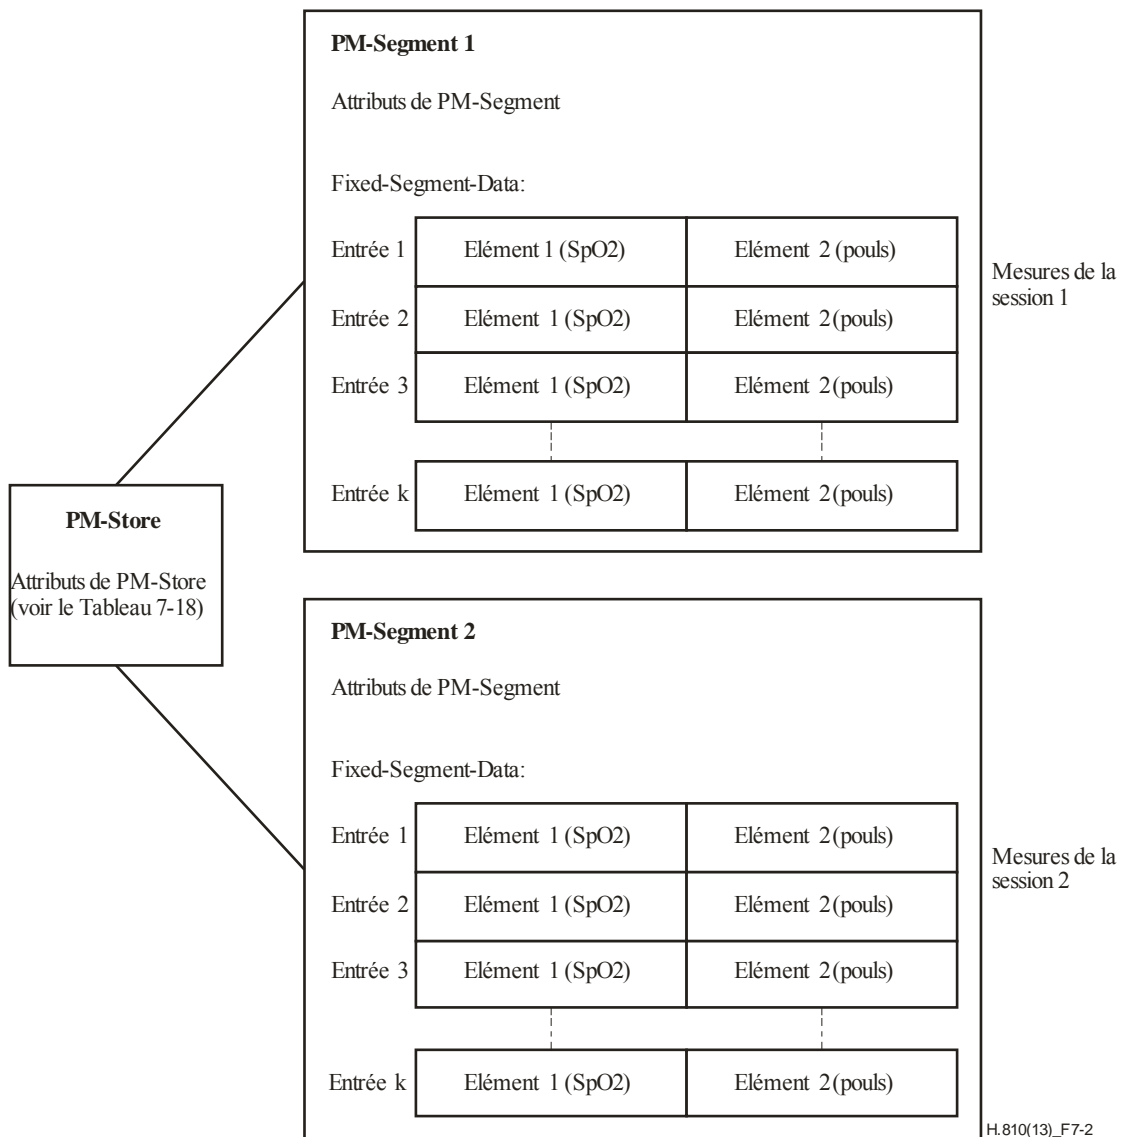 PM-Segment 1
Attributs de PM-Segment
Fixed-Segment-Data:
Entrée 1 Elément 1 (SpO2) Elément 2 (pouls)
Entrée 2 Elément 1 (SpO2) Elément 2 (pouls)
Entrée 3 Elément 1 (SpO2) Elément 2 (pouls)
Entrée k Elément 1 (SpO2) Elément 2 (pouls)
Mesures de la
session 1
PM-Store
Attributs de PM-Store
(voir le Tableau 7-18)
PM-Segment 2
Attributs de PM-Segment
Fixed-Segment-Data:
Entrée 1 Elément 1 (SpO2) Elément 2 (pouls)
Entrée 2 Elément 1 (SpO2) Elément 2 (pouls)
Entrée 3 Elément 1 (SpO2) Elément 2 (pouls)
Entrée k Elément 1 (SpO2) Elément 2 (pouls)
Mesures de la
session 2
H.810(13)_F7-2